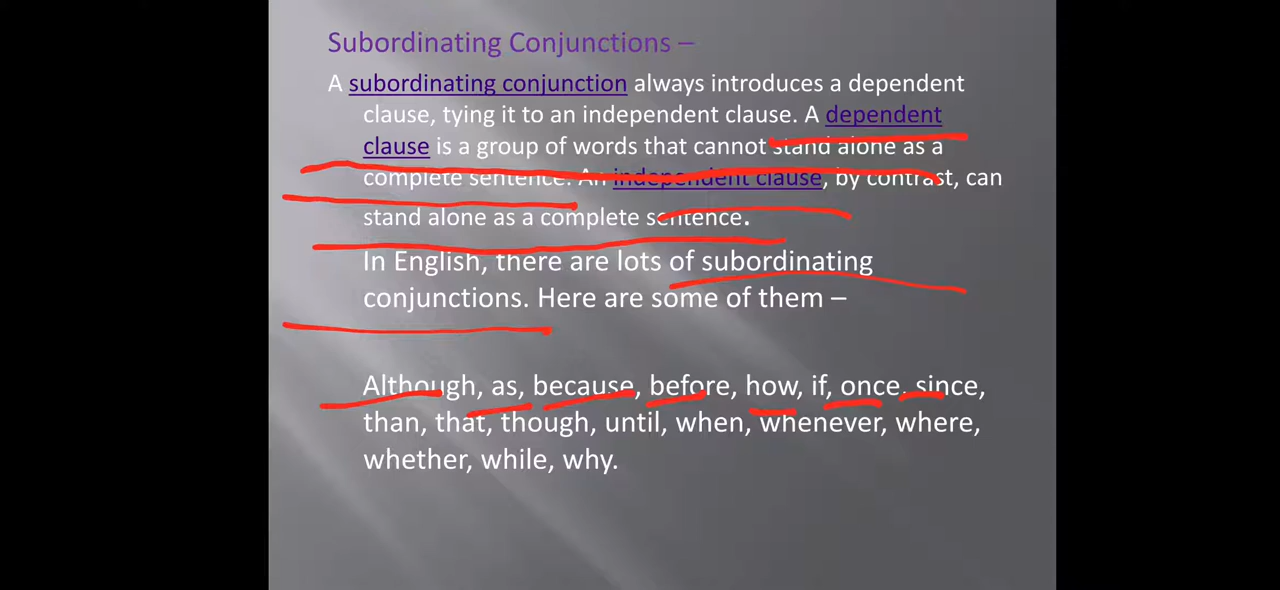 Subordinating Conjunctions –
A subordinating conjunction always introduces a dependent
clause, tying it to an independent clause. A dependent
clause is a group of words that cannot stand alone as a
complete sentence. An independent clause, by contrast, can
stand alone as a complete sentence.
In English, there are lots of subordinating
conjunctions. Here are some of them –
Although, as, because, before, how, if, once, since,
than, that, though, until, when, whenever, where,
whether, while, why.